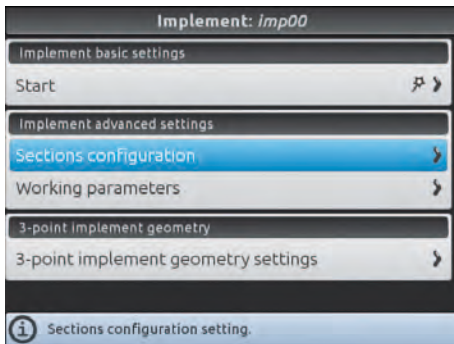 Implement: imp00
Implement basic settings
Start
Implement advanced settings
Sections configuration
Working parameters
3-point implement geometry
3-point implement geometry settings
Sections configuration setting.